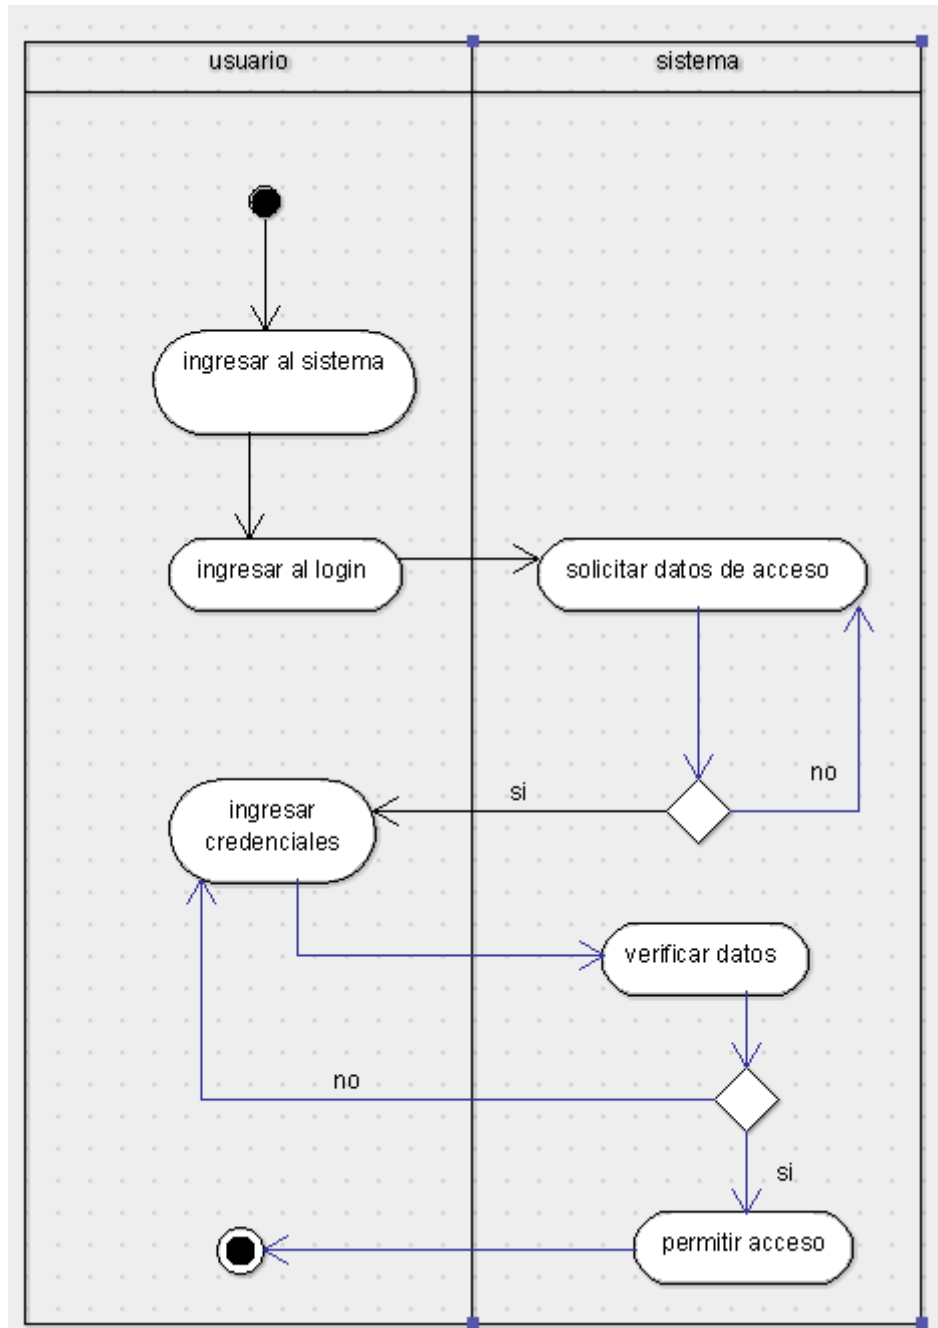 usuario
sistema
ingresar al sistema
ingresar al login
solicitar datos de acceso
no
si
ingresar
credenciales
verificar datos
no
si
permitir acceso